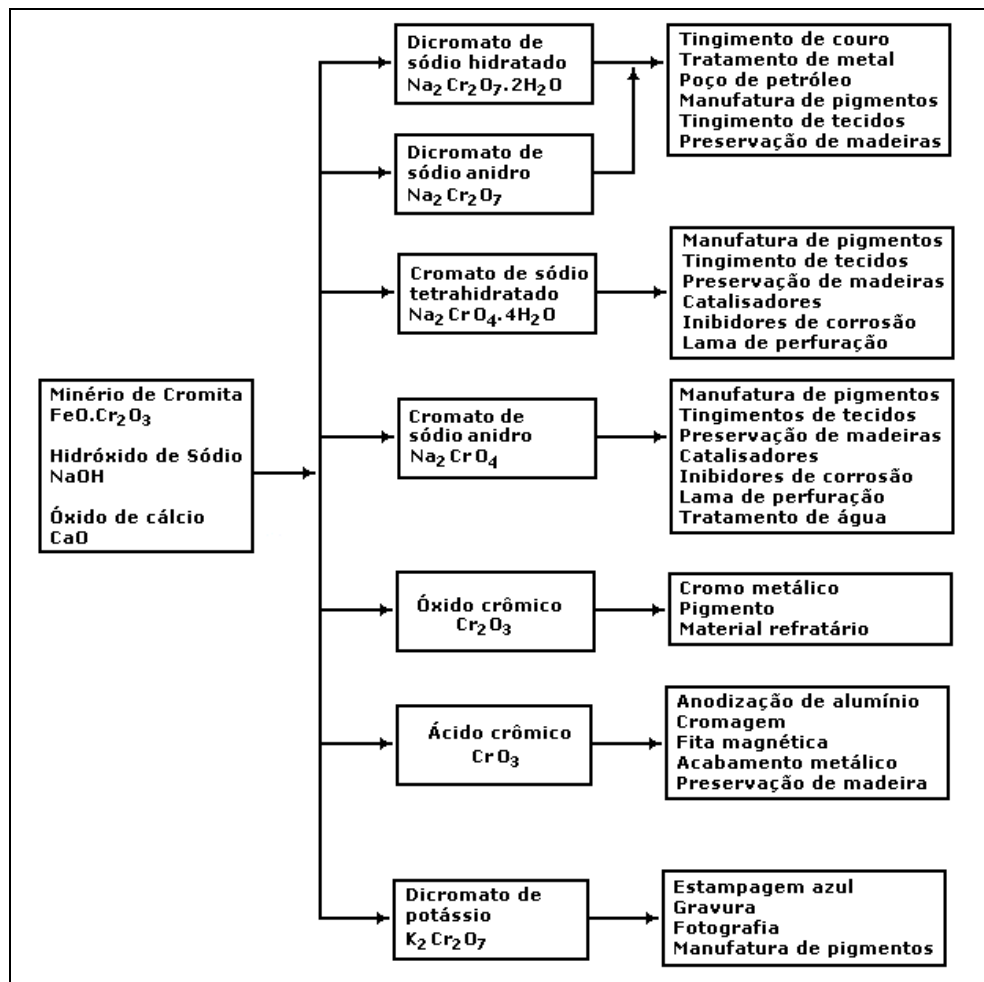 Minério de Cromita
FeO.Cr₂O₃
Hidróxido de Sódio
NaOH
Óxido de cálcio
CaO
Dicromato de
sódio hidratado
Na₂Cr₂O₇.2H₂O
Dicromato de
sódio anidro
Na₂Cr₂O₇
Tingimento de couro
Tratamento de metal
Poço de petróleo
Manufatura de pigmentos
Tingimento de tecidos
Preservação de madeiras
Cromato de sódio
tetrahidratado
Na₂CrO₄.4H₂O
Manufatura de pigmentos
Tingimento de tecidos
Preservação de madeiras
Catalisadores
Inibidores de corrosão
Lama de perfuração
Cromato de
sódio anidro
Na₂CrO₄
Manufatura de pigmentos
Tingimentos de tecidos
Preservação de madeiras
Catalisadores
Inibidores de corrosão
Lama de perfuração
Tratamento de água
Óxido crômico
Cr₂O₃
Cromo metálico
Pigmento
Material refratário
Ácido crômico
CrO₃
Anodização de alumínio
Cromagem
Fita magnética
Acabamento metálico
Preservação de madeira
Dicromato de
potássio
K₂Cr₂O₇
Estampagem azul
Gravura
Fotografia
Manufatura de pigmentos